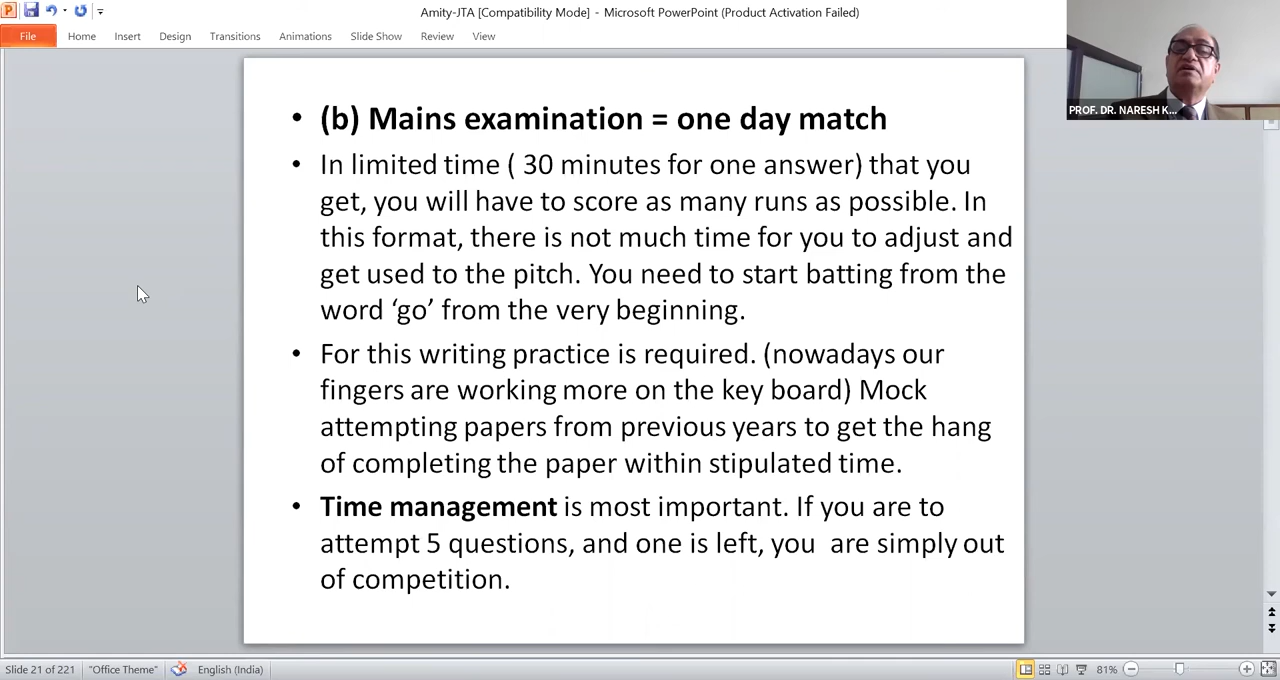 Amity-JTA [Compatibility Mode] - Microsoft PowerPoint (Product Activation Failed)
File Home Insert Design Transitions Animations Slide Show Review View
PROF. DR. NARESH K...
• (b) Mains examination = one day match
• In limited time ( 30 minutes for one answer) that you
get, you will have to score as many runs as possible. In
this format, there is not much time for you to adjust and
get used to the pitch. You need to start batting from the
word ‘go’ from the very beginning.
• For this writing practice is required. (nowadays our
fingers are working more on the key board) Mock
attempting papers from previous years to get the hang
of completing the paper within stipulated time.
• Time management is most important. If you are to
attempt 5 questions, and one is left, you  are simply out
of competition.
Slide 21 of 221 "Office Theme" English (India) 81%